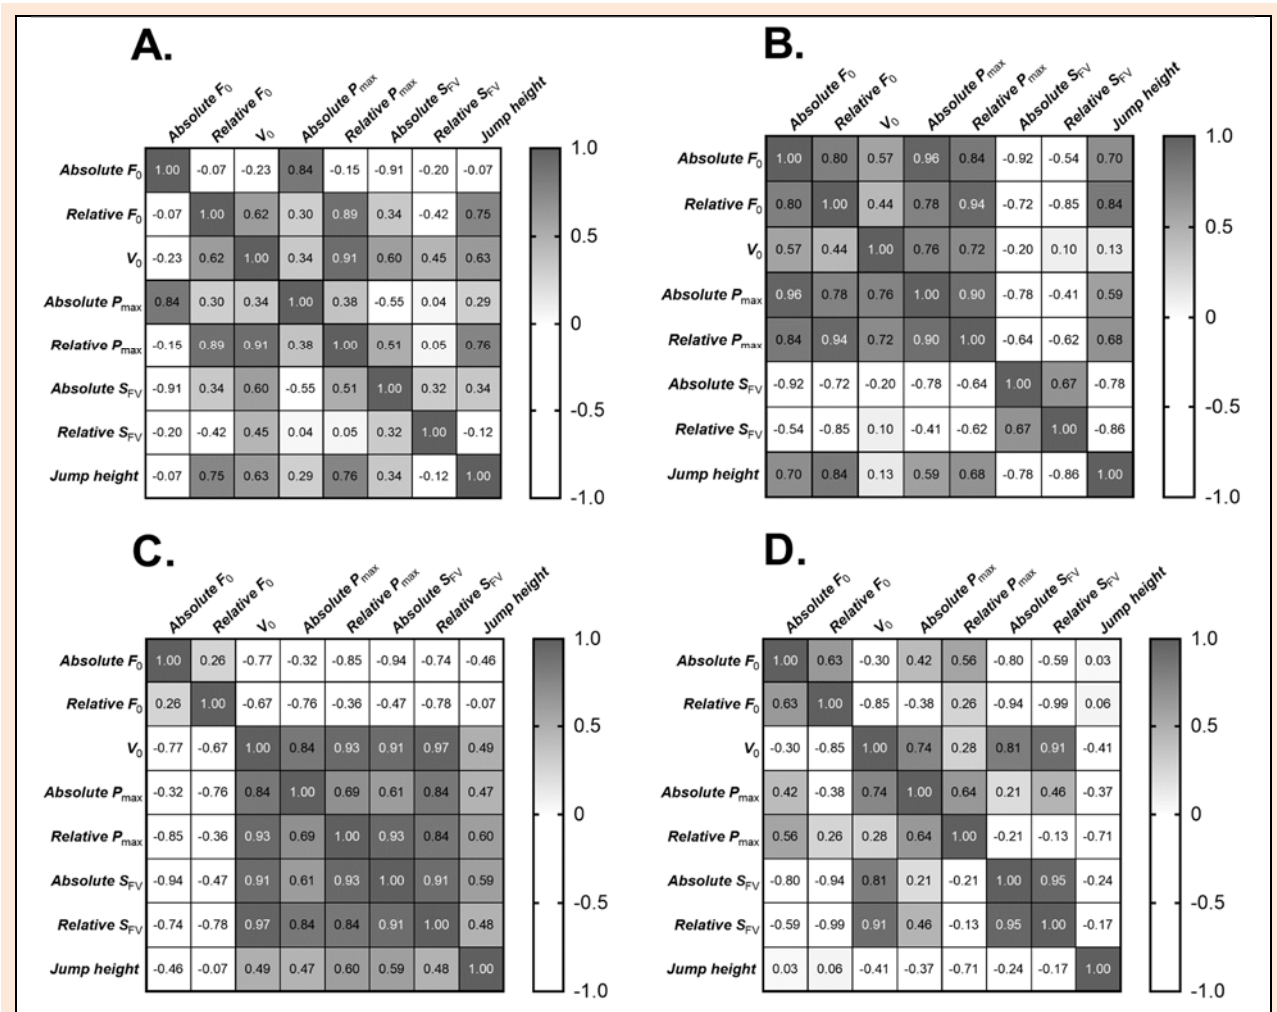 A.
Absolute F0 Relative F0 V0 Absolute Pmax Relative Pmax Absolute SFV Relative SFV Jump height
Absolute F0 1.00 -0.07 -0.23 0.84 -0.15 -0.91 -0.20 -0.07
Relative F0 -0.07 1.00 0.62 0.30 0.89 0.34 -0.42 0.75
V0 -0.23 0.62 1.00 0.34 0.91 0.60 0.45 0.63
Absolute Pmax 0.84 0.30 0.34 1.00 0.38 -0.55 0.04 0.29
Relative Pmax -0.15 0.89 0.91 0.38 1.00 0.51 0.05 0.76
Absolute SFV -0.91 0.34 0.60 -0.55 0.51 1.00 0.32 0.34
Relative SFV -0.20 -0.42 0.45 0.04 0.05 0.32 1.00 -0.12
Jump height -0.07 0.75 0.63 0.29 0.76 0.34 -0.12 1.00
1.0
0.5
0
-0.5
-1.0
B.
Absolute F0 Relative F0 V0 Absolute Pmax Relative Pmax Absolute SFV Relative SFV Jump height
Absolute F0 1.00 0.80 0.57 0.96 0.84 -0.92 -0.54 0.70
Relative F0 0.80 1.00 0.44 0.78 0.94 -0.72 -0.85 0.84
V0 0.57 0.44 1.00 0.76 0.72 -0.20 0.10 0.13
Absolute Pmax 0.96 0.78 0.76 1.00 0.90 -0.78 -0.41 0.59
Relative Pmax 0.84 0.94 0.72 0.90 1.00 -0.64 -0.62 0.68
Absolute SFV -0.92 -0.72 -0.20 -0.78 -0.64 1.00 0.67 -0.78
Relative SFV -0.54 -0.85 0.10 -0.41 -0.62 0.67 1.00 -0.86
Jump height 0.70 0.84 0.13 0.59 0.68 -0.78 -0.86 1.00
1.0
0.5
0
-0.5
-1.0
C.
Absolute F0 Relative F0 V0 Absolute Pmax Relative Pmax Absolute SFV Relative SFV Jump height
Absolute F0 1.00 0.26 -0.77 -0.32 -0.85 -0.94 -0.74 -0.46
Relative F0 0.26 1.00 -0.67 -0.76 -0.36 -0.47 -0.78 -0.07
V0 -0.77 -0.67 1.00 0.84 0.93 0.91 0.97 0.49
Absolute Pmax -0.32 -0.76 0.84 1.00 0.69 0.61 0.84 0.47
Relative Pmax -0.85 -0.36 0.93 0.69 1.00 0.93 0.84 0.60
Absolute SFV -0.94 -0.47 0.91 0.61 0.93 1.00 0.91 0.59
Relative SFV -0.74 -0.78 0.97 0.84 0.84 0.91 1.00 0.48
Jump height -0.46 -0.07 0.49 0.47 0.60 0.59 0.48 1.00
1.0
0.5
0
-0.5
-1.0
D.
Absolute F0 Relative F0 V0 Absolute Pmax Relative Pmax Absolute SFV Relative SFV Jump height
Absolute F0 1.00 0.63 -0.30 0.42 0.56 -0.80 -0.59 0.03
Relative F0 0.63 1.00 -0.85 -0.38 0.26 -0.94 -0.99 0.06
V0 -0.30 -0.85 1.00 0.74 0.28 0.81 0.91 -0.41
Absolute Pmax 0.42 -0.38 0.74 1.00 0.64 0.21 0.46 -0.37
Relative Pmax 0.56 0.26 0.28 0.64 1.00 -0.21 -0.13 -0.71
Absolute SFV -0.80 -0.94 0.81 0.21 -0.21 1.00 0.95 -0.24
Relative SFV -0.59 -0.99 0.91 0.46 -0.13 0.95 1.00 -0.17
Jump height 0.03 0.06 -0.41 -0.37 -0.71 -0.24 -0.17 1.00
1.0
0.5
0
-0.5
-1.0